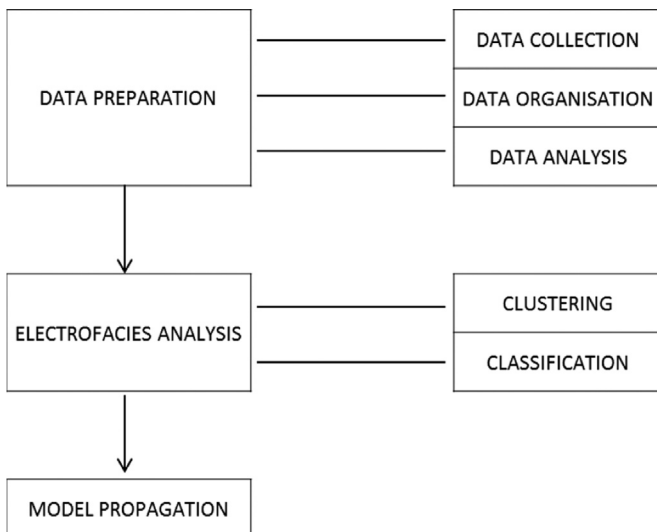 DATA PREPARATION
DATA COLLECTION
DATA ORGANISATION
DATA ANALYSIS
ELECTROFACIES ANALYSIS
CLUSTERING
CLASSIFICATION
MODEL PROPAGATION